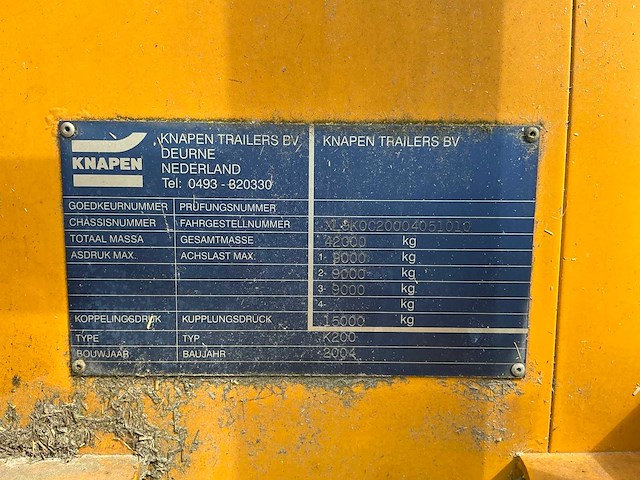 KNAPEN
KNAPEN TRAILERS BV
DEURNE
NEDERLAND
Tel: 0493 - 820330
KNAPEN TRAILERS BV
GOEDKEURNUMMER PRÜFUNGSNUMMER
CHASSISNUMMER FAHRGESTELLNUMMER
TOTAAL MASSA GESAMTMASSE 42000 kg
ASDRUK MAX. ACHSLAST MAX. 1- 9000 kg
2- 9000 kg
3- 9000 kg
4- kg
KOPPELINGSDRUK KUPPLUNGSDRUCK 15000 kg
TYPE TYP K200
BOUWJAAR BAUJAHR 2004